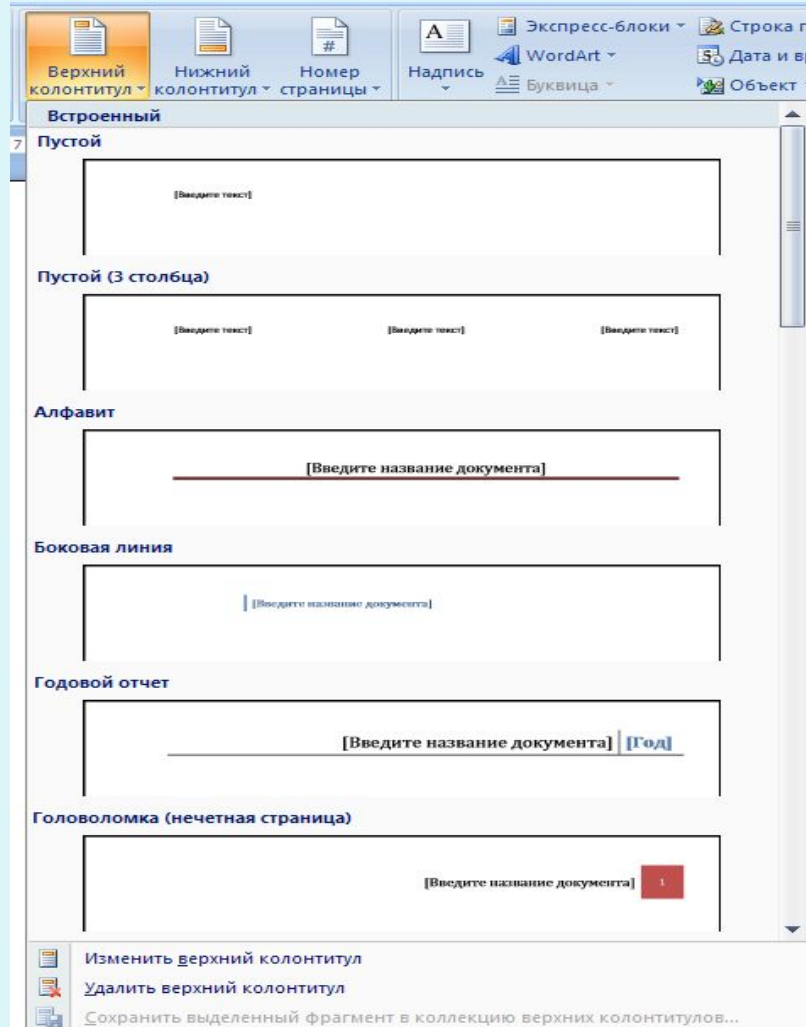 Верхний колонтитул
Нижний колонтитул
Номер страницы
Надпись
Экспресс-блоки
WordArt
Буквица
Строка п
Дата и вр
Объект
Встроенный
7
Пустой
[Введите текст]
Пустой (3 столбца)
[Введите текст] [Введите текст] [Введите текст]
Алфавит
[Введите название документа]
Боковая линия
[Введите название документа]
Годовой отчет
[Введите название документа] [Год]
Головоломка (нечетная страница)
[Введите название документа] 1
Изменить верхний колонтитул
Удалить верхний колонтитул
Сохранить выделенный фрагмент в коллекцию верхних колонтитулов...